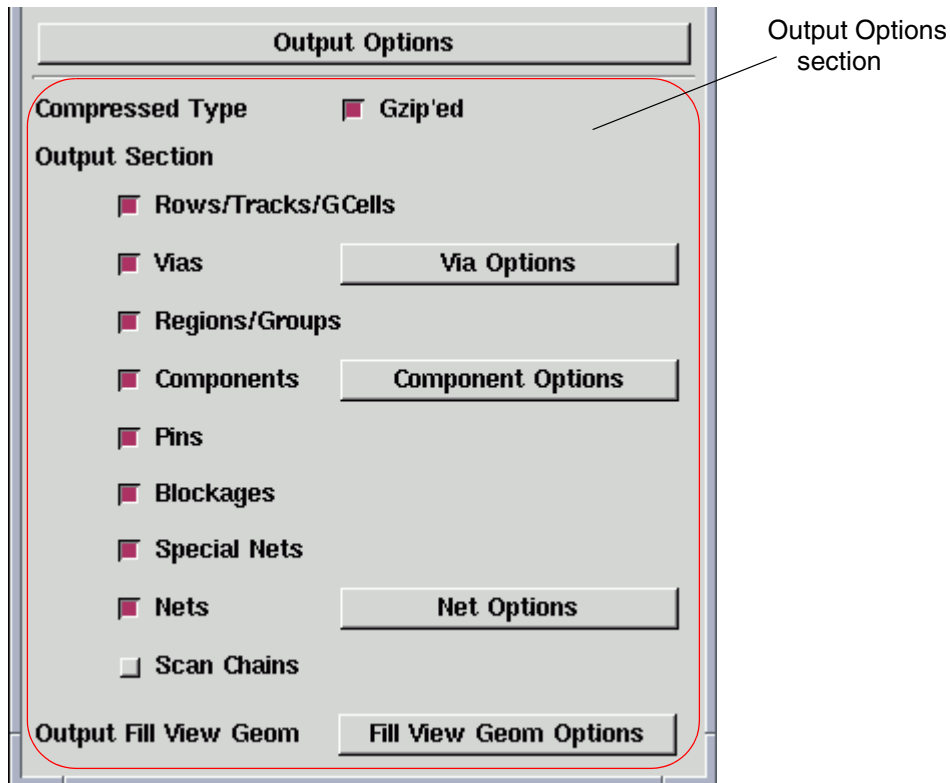 Output Options
Output Options
section
Compressed Type Gzip'ed
Output Section
Rows/Tracks/GCells
Vias Via Options
Regions/Groups
Components Component Options
Pins
Blockages
Special Nets
Nets Net Options
Scan Chains
Output Fill View Geom Fill View Geom Options